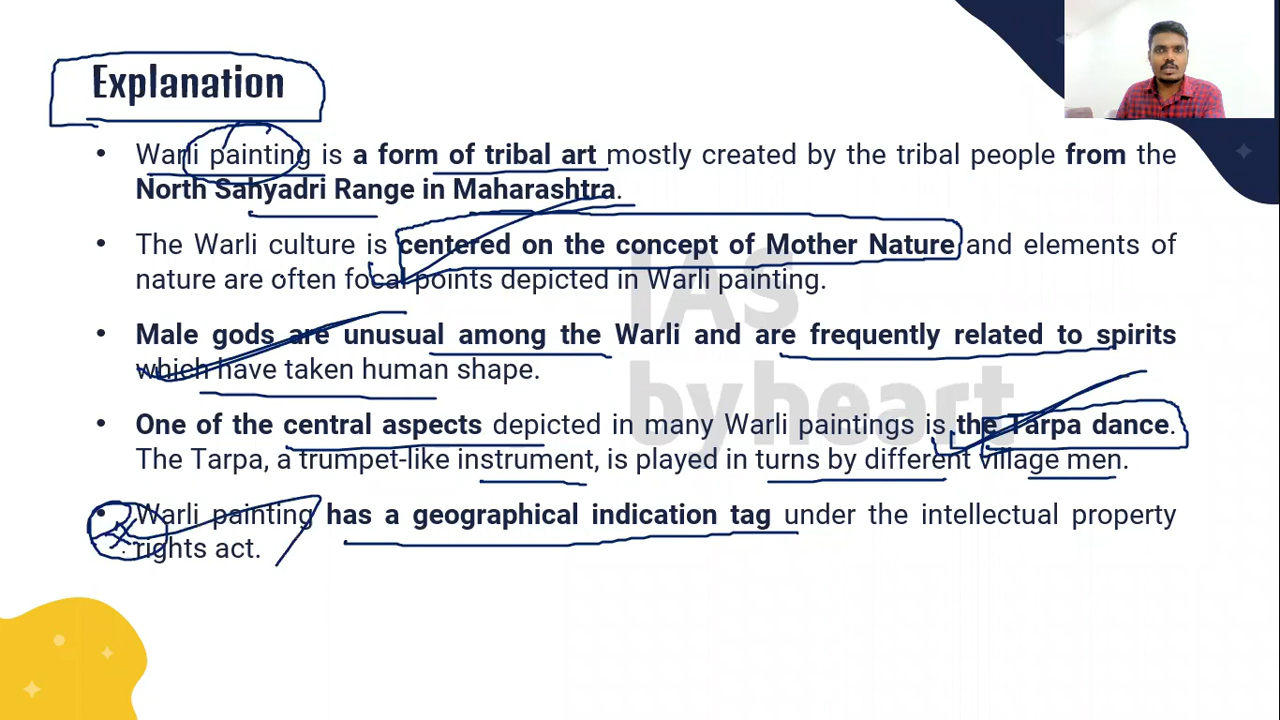 Explanation
• Warli painting is a form of tribal art mostly created by the tribal people from the
North Sahyadri Range in Maharashtra.
• The Warli culture is centered on the concept of Mother Nature and elements of
nature are often focal points depicted in Warli painting.
• Male gods are unusual among the Warli and are frequently related to spirits
which have taken human shape.
• One of the central aspects depicted in many Warli paintings is the Tarpa dance.
The Tarpa, a trumpet-like instrument, is played in turns by different village men.
• Warli painting has a geographical indication tag under the intellectual property
rights act.
IAS
byheart